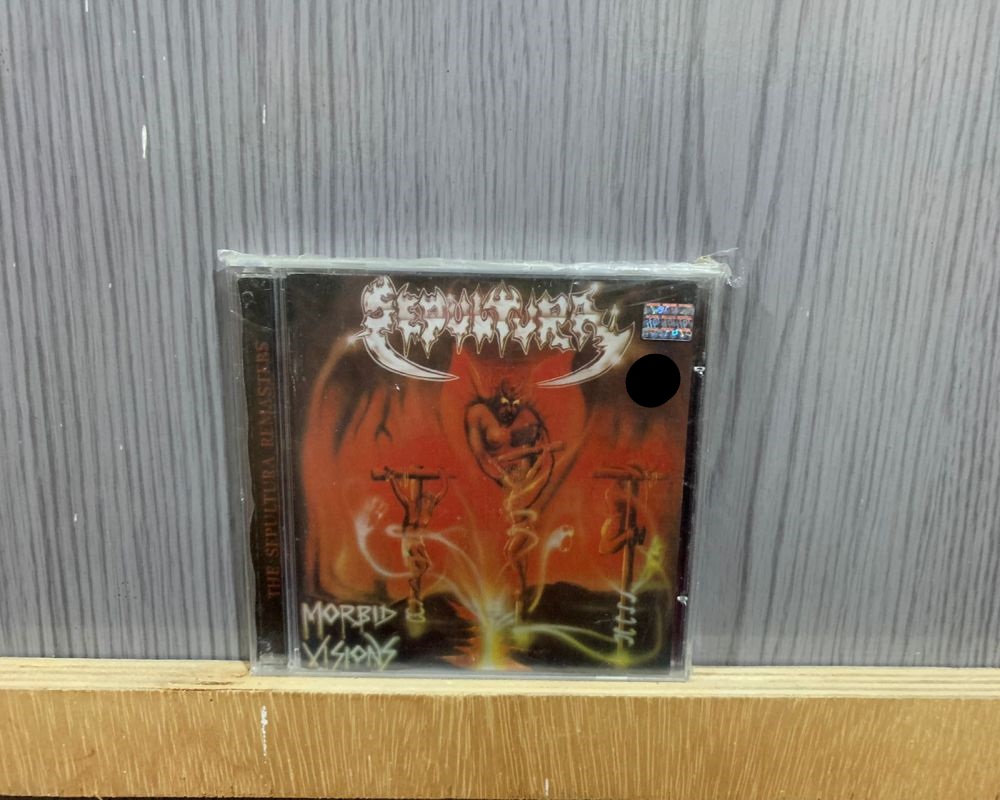 SEPULTURA
THE SEPULTURA REMASTERS
MORBID
VISIONS